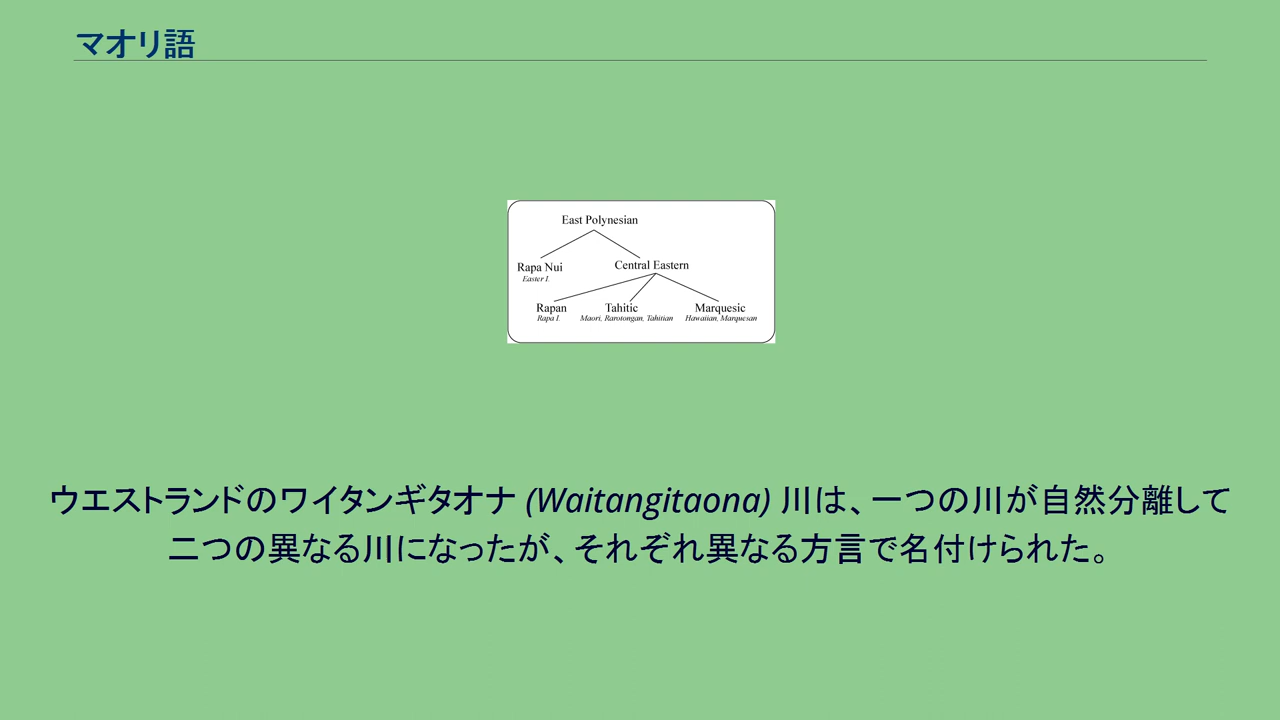 マオリ語
East Polynesian
Rapa Nui
Easter I.
Central Eastern
Rapan
Rapa I.
Tahitic
Maori, Rarotongan, Tahitian
Marquesic
Hawaiian, Marquesan
ウエストランドのワイタンギタオナ (Waitangitaona) 川は、一つの川が自然分離して
二つの異なる川になったが、それぞれ異なる方言で名付けられた。